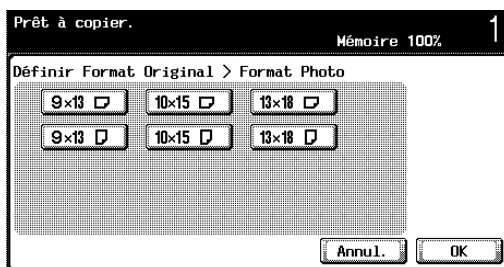 Prêt à copier.
Mémoire 100% 1
Définir Format Original > Format Photo
9×13 10×15 13×18
9×13 10×15 13×18
Annul. OK